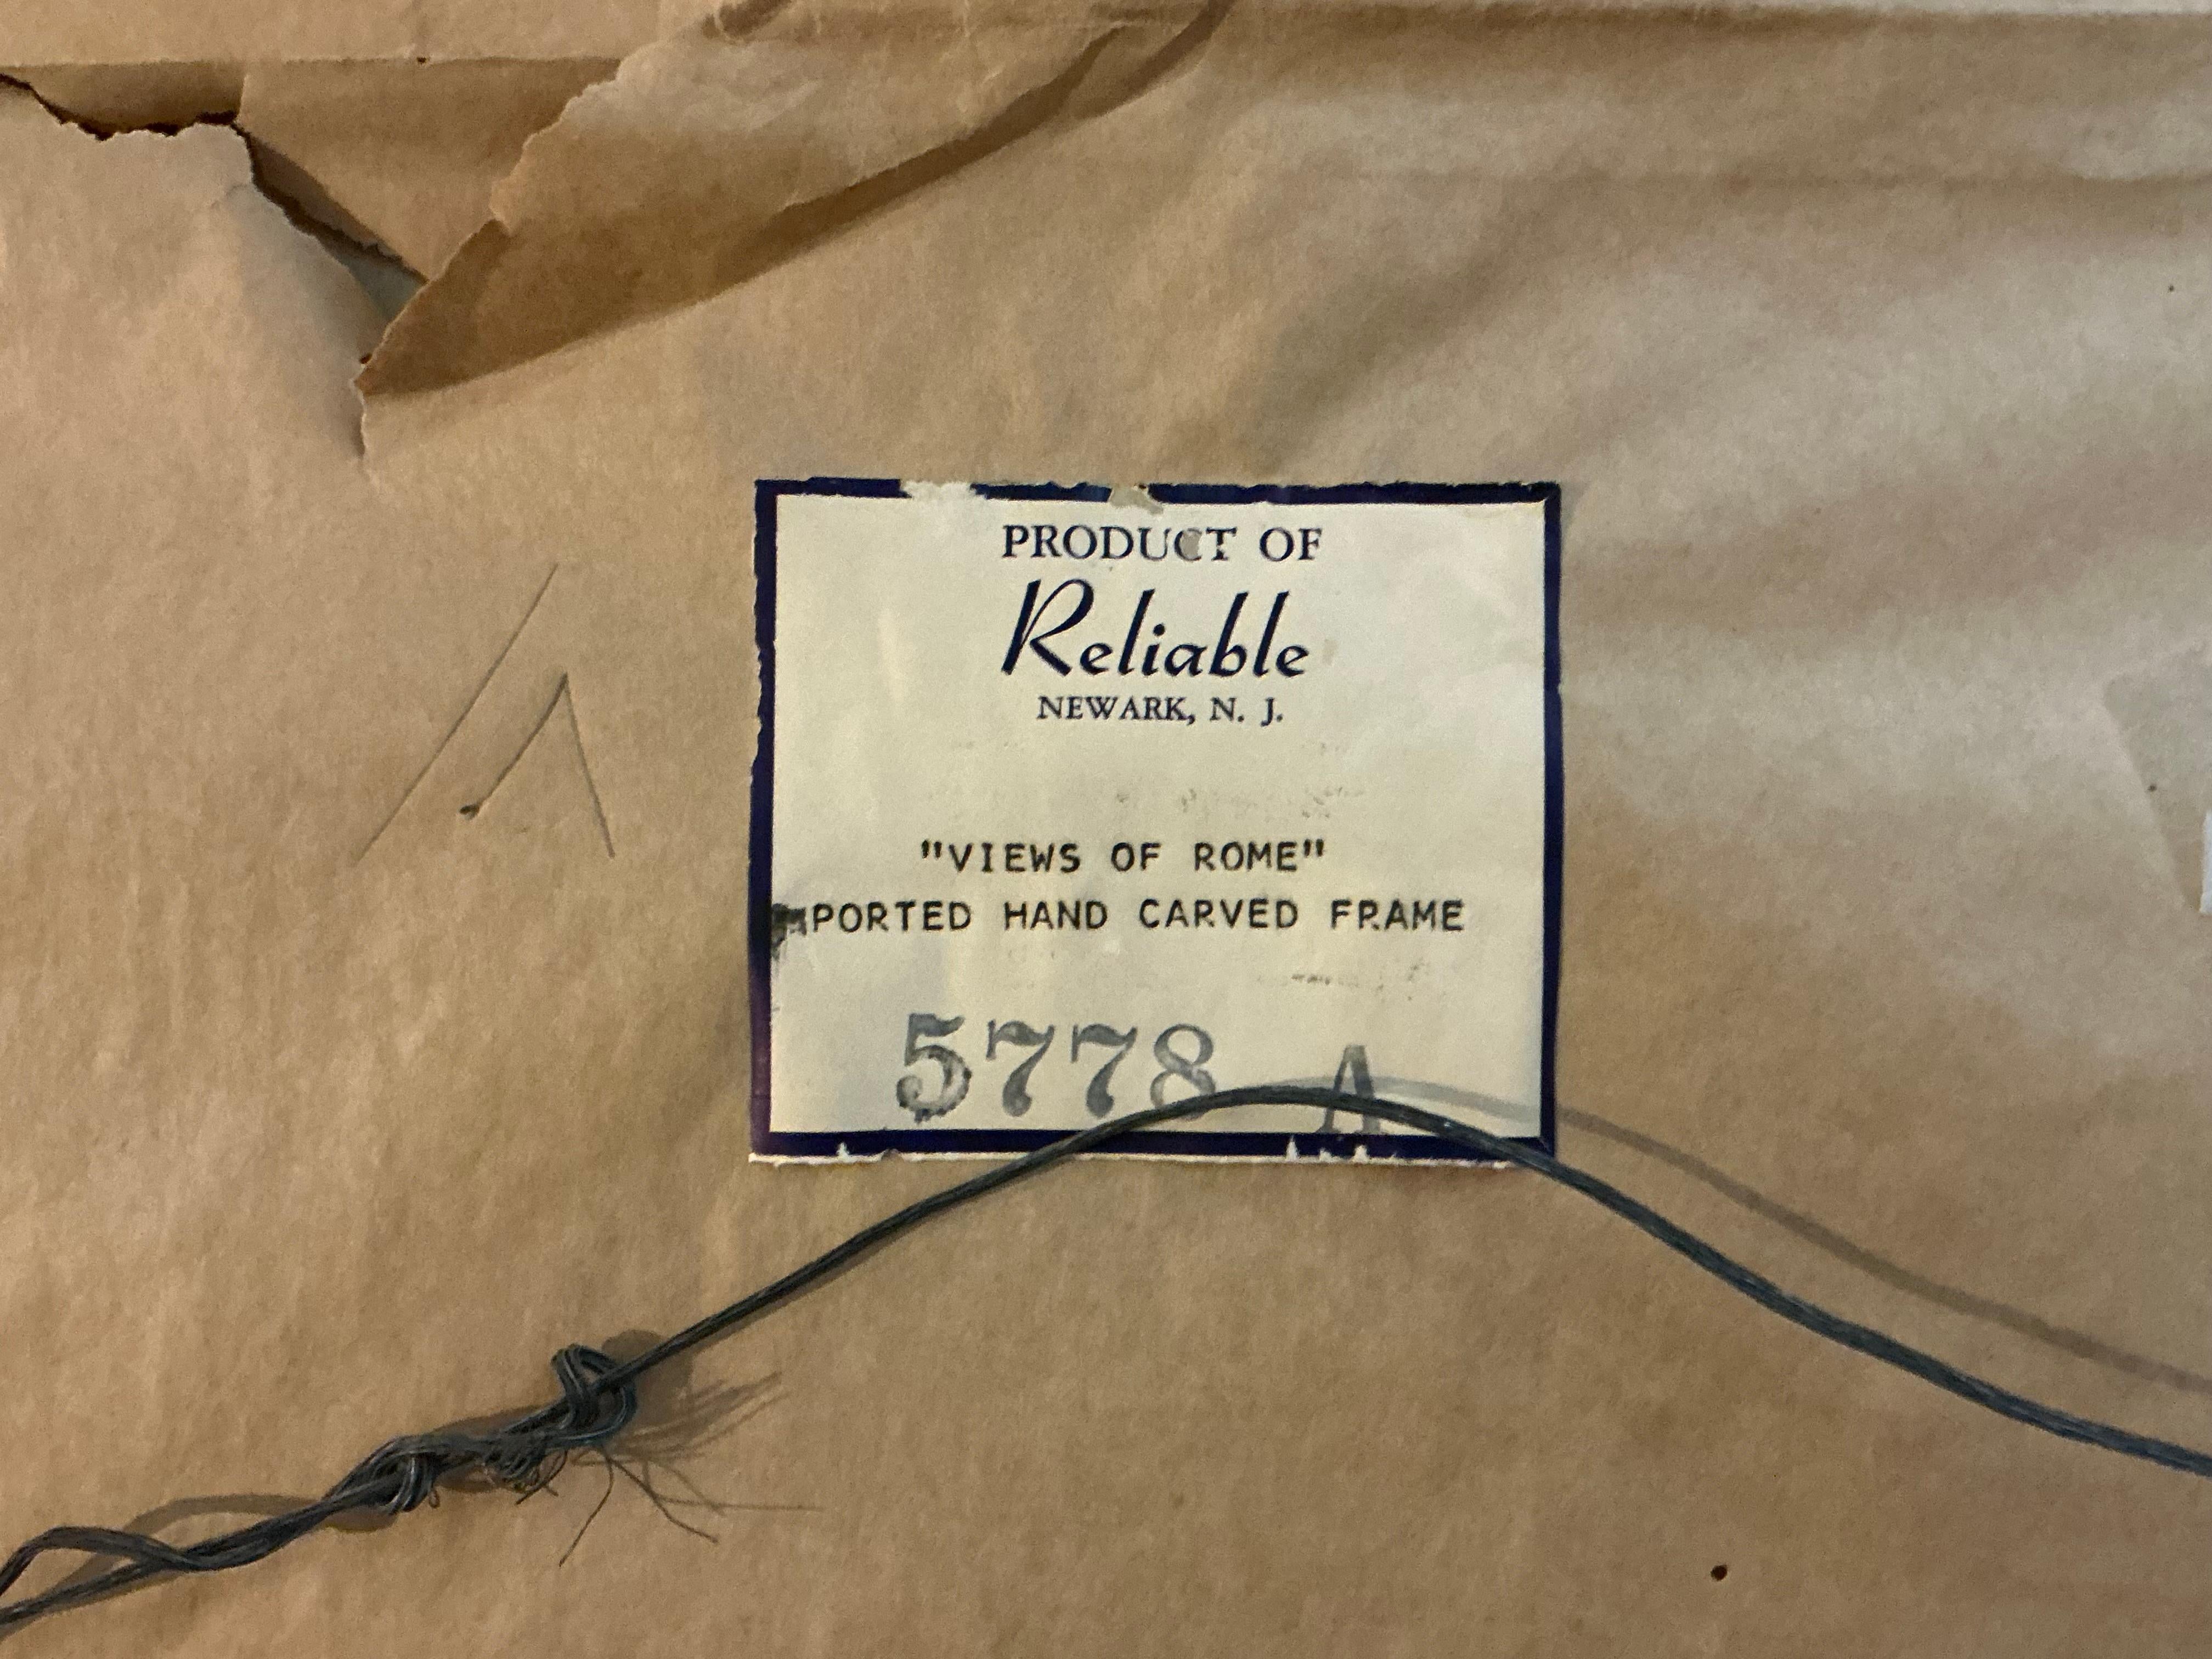 PRODUCT OF
Reliable
NEWARK, N. J.
"VIEWS OF ROME"
PORTED HAND CARVED FRAME
5778 A